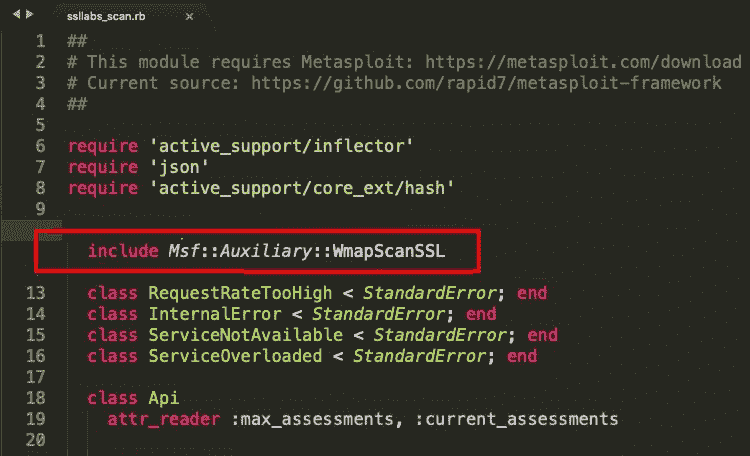 ssllabs_scan.rb ×
1 ##
2 # This module requires Metasploit: https://metasploit.com/download
3 # Current source: https://github.com/rapid7/metasploit-framework
4 ##
5
6 require 'active_support/inflector'
7 require 'json'
8 require 'active_support/core_ext/hash'
9
include Msf::Auxiliary::WmapScanSSL
13 class RequestRateTooHigh < StandardError; end
14 class InternalError < StandardError; end
15 class ServiceNotAvailable < StandardError; end
16 class ServiceOverloaded < StandardError; end
17
18 class Api
19 attr_reader :max_assessments, :current_assessments
20